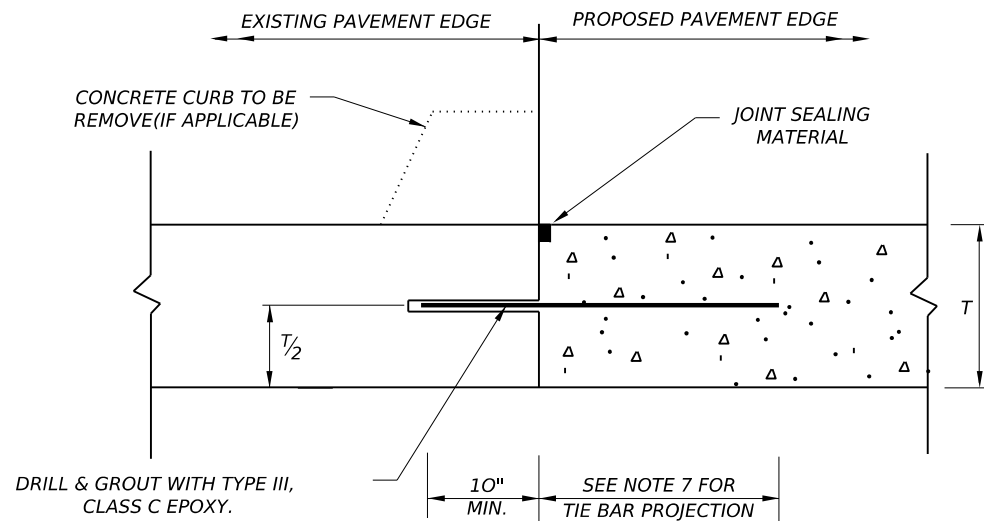 EXISTING PAVEMENT EDGE
PROPOSED PAVEMENT EDGE
CONCRETE CURB TO BE
REMOVE(IF APPLICABLE)
JOINT SEALING
MATERIAL
T/2
T
DRILL & GROUT WITH TYPE III,
CLASS C EPOXY.
10"
MIN.
SEE NOTE 7 FOR
TIE BAR PROJECTION